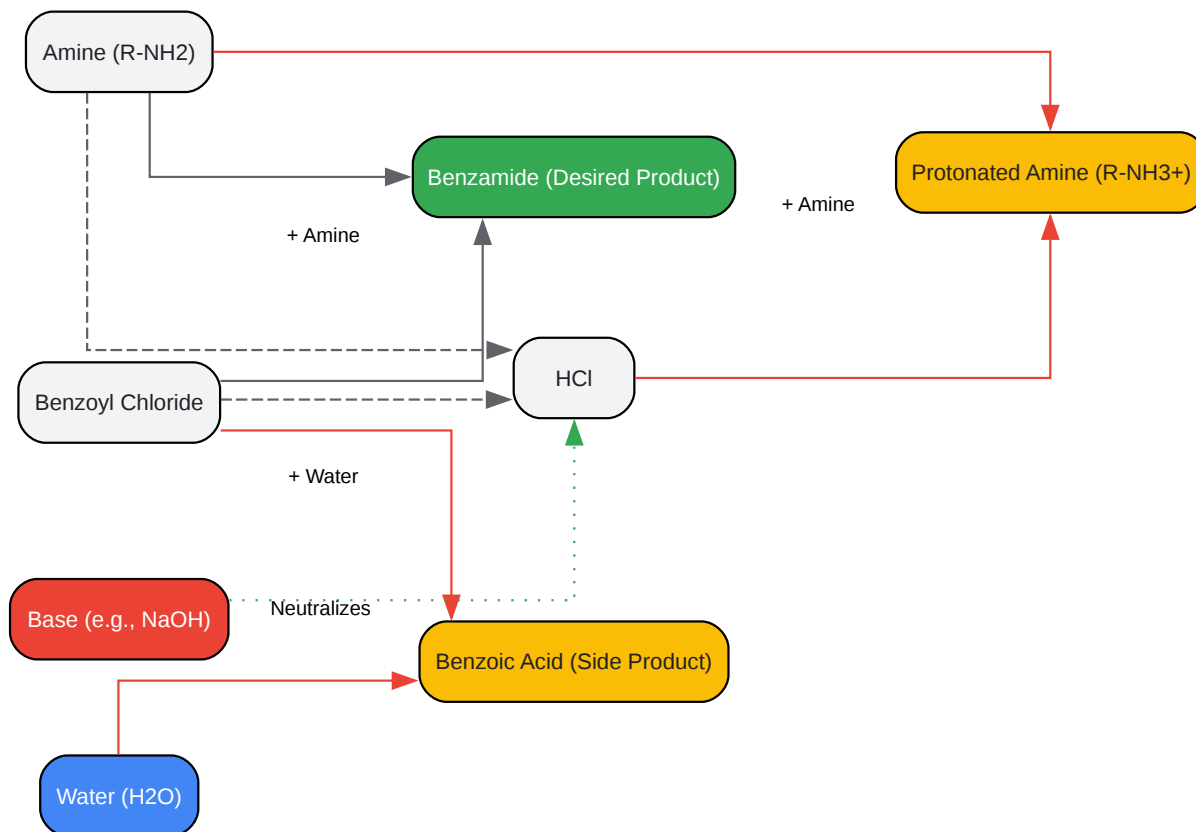 Amine (R-NH2)
Benzamide (Desired Product)
Protonated Amine (R-NH3+)
+ Amine
+ Amine
HCl
Benzoyl Chloride
+ Water
Base (e.g., NaOH)
Neutralizes
Benzoic Acid (Side Product)
Water (H2O)